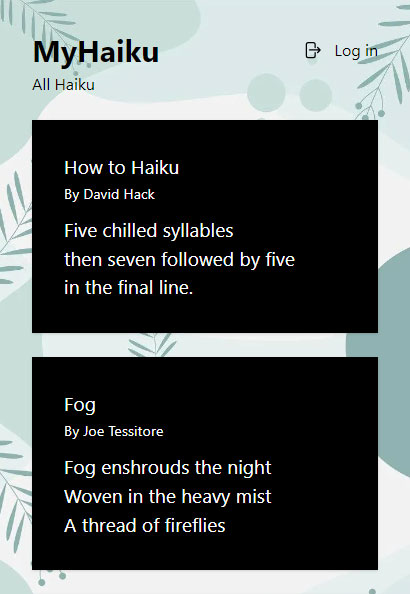 MyHaiku
Log in
All Haiku
How to Haiku
By David Hack
Five chilled syllables
then seven followed by five
in the final line.
Fog
By Joe Tessitore
Fog enshrouds the night
Woven in the heavy mist
A thread of fireflies